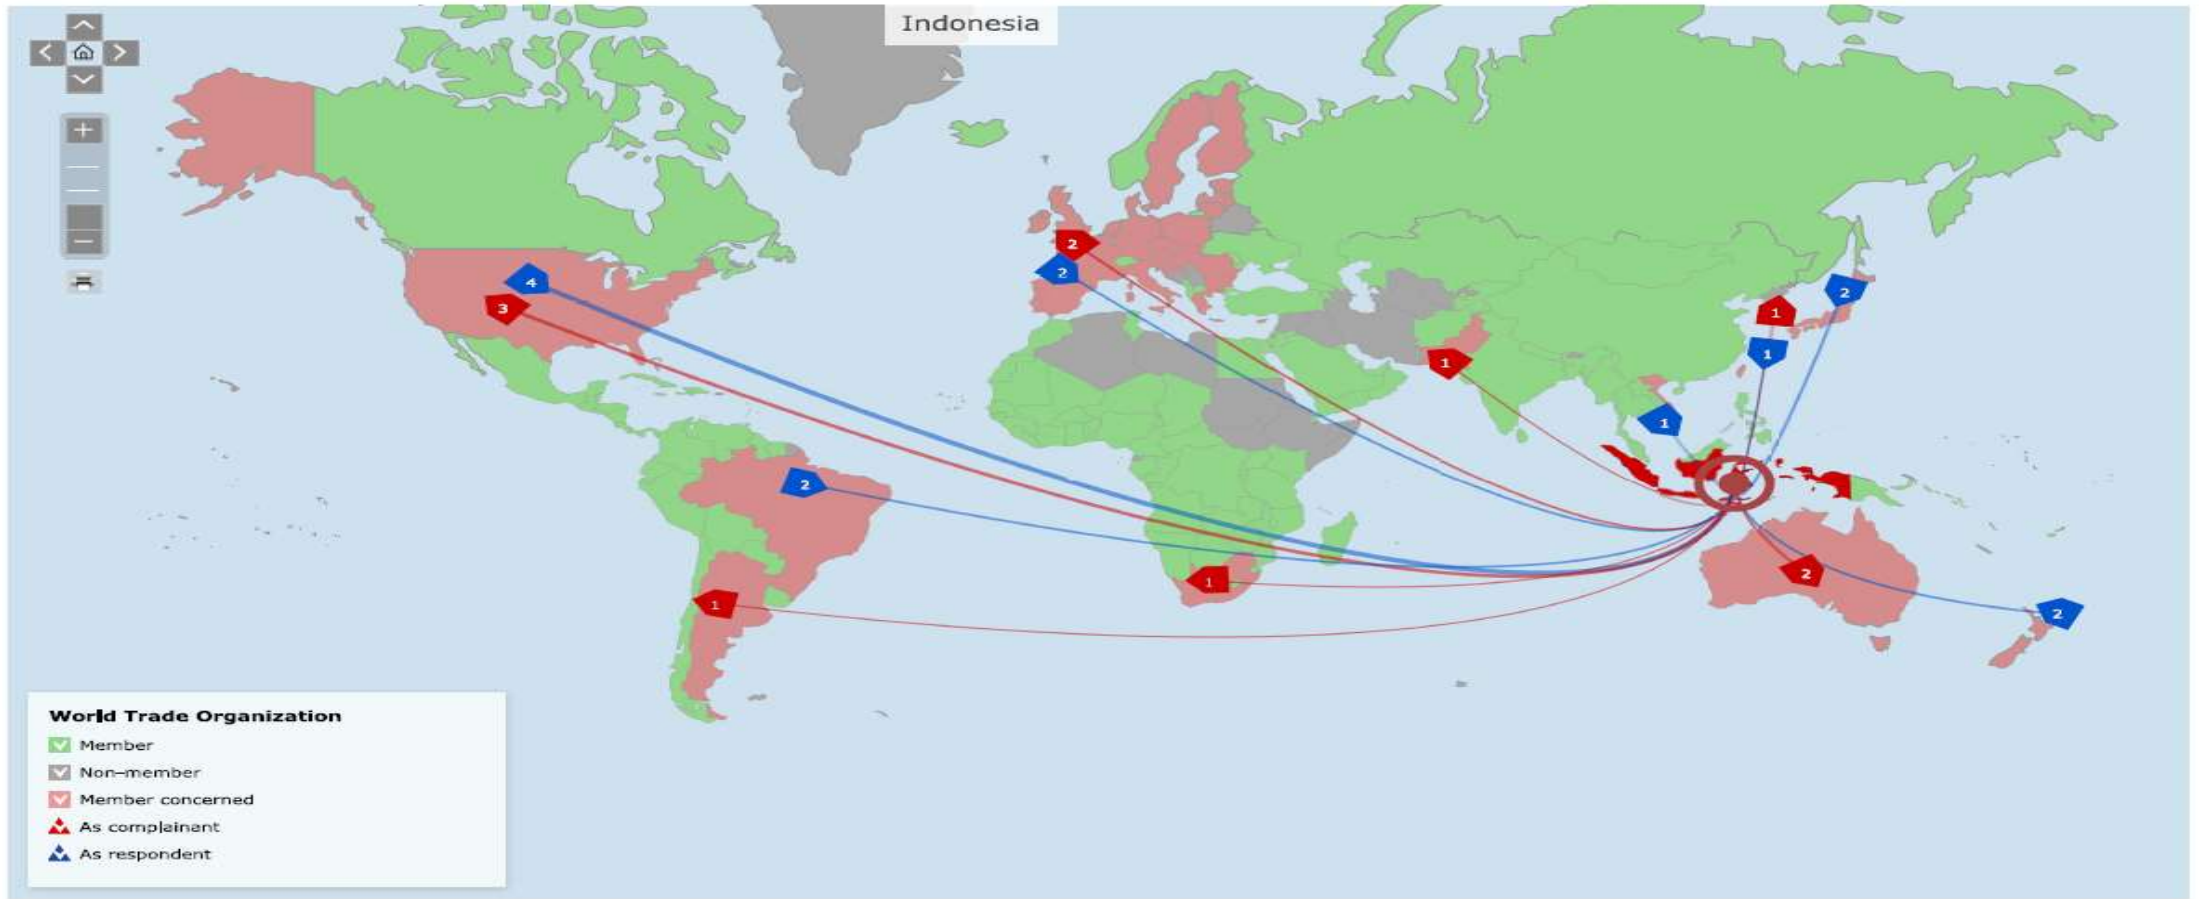 Indonesia
4
3
2
2
2
1
1
1
1
2
1
1
2
2
World Trade Organization
Member
Non-member
Member concerned
As complainant
As respondent